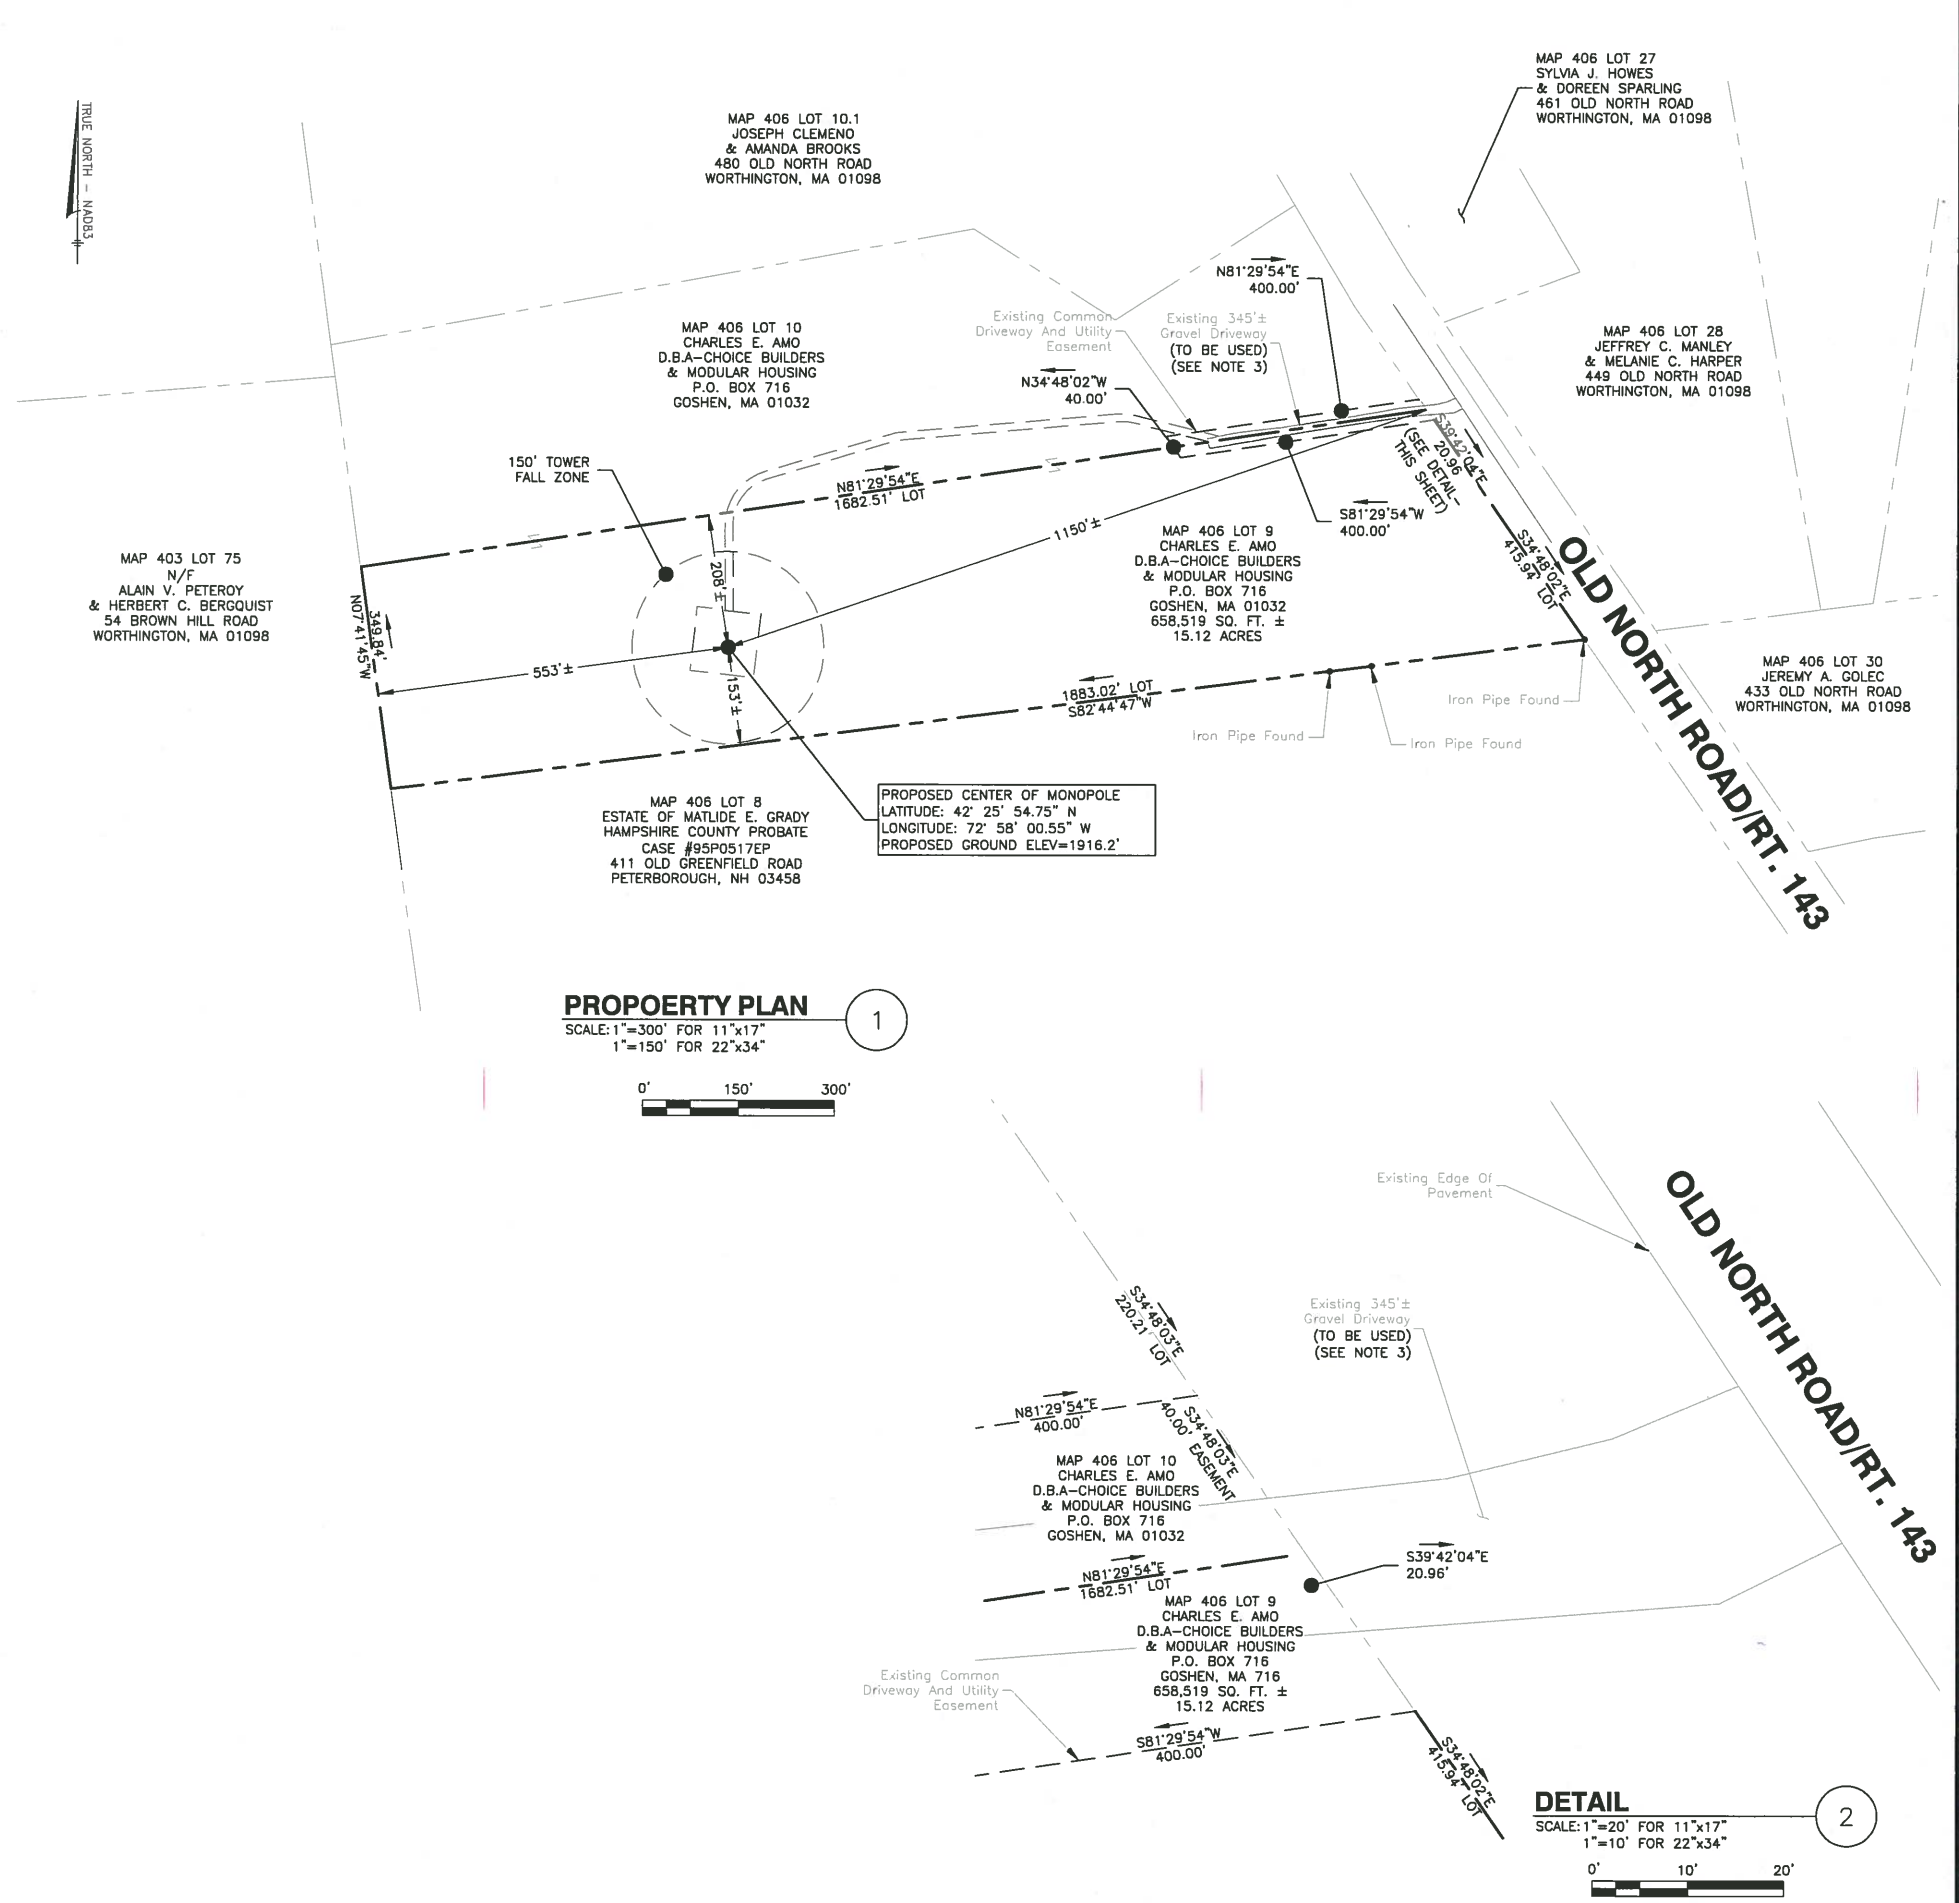 TRUE NORTH - NAD83
MAP 406 LOT 10.1
JOSEPH CLEMENO
& AMANDA BROOKS
480 OLD NORTH ROAD
WORTHINGTON, MA 01098
MAP 406 LOT 27
SYLVIA J. HOWES
& DOREEN SPARLING
461 OLD NORTH ROAD
WORTHINGTON, MA 01098
MAP 406 LOT 10
CHARLES E. AMO
D.B.A-CHOICE BUILDERS
& MODULAR HOUSING
P.O. BOX 716
GOSHEN, MA 01032
Existing Common
Driveway And Utility
Easement
N34°48'02"W
40.00'
Existing 345'±
Gravel Driveway
(TO BE USED)
(SEE NOTE 3)
N81°29'54"E
400.00'
MAP 406 LOT 28
JEFFREY C. MANLEY
& MELANIE C. HARPER
449 OLD NORTH ROAD
WORTHINGTON, MA 01098
150' TOWER
FALL ZONE
N81°29'54"E
1682.51' LOT
1150'±
S39°42'04"E
20.96
(SEE DETAIL-
THIS SHEET)
S81°29'54"W
400.00'
S34°48'02"E
415.94' LOT
OLD NORTH ROAD/RT. 143
MAP 403 LOT 75
N/F
ALAIN V. PETEROY
& HERBERT C. BERGQUIST
54 BROWN HILL ROAD
WORTHINGTON, MA 01098
349.84'
N07°41'45"W
208'±
553'±
153'±
MAP 406 LOT 9
CHARLES E. AMO
D.B.A-CHOICE BUILDERS
& MODULAR HOUSING
P.O. BOX 716
GOSHEN, MA 01032
658,519 SQ. FT. ±
15.12 ACRES
1883.02' LOT
S82°44'47"W
Iron Pipe Found
Iron Pipe Found
Iron Pipe Found
MAP 406 LOT 30
JEREMY A. GOLEC
433 OLD NORTH ROAD
WORTHINGTON, MA 01098
MAP 406 LOT 8
ESTATE OF MATLIDE E. GRADY
HAMPSHIRE COUNTY PROBATE
CASE #95P0517EP
411 OLD GREENFIELD ROAD
PETERBOROUGH, NH 03458
PROPOSED CENTER OF MONOPOLE
LATITUDE: 42° 25' 54.75" N
LONGITUDE: 72° 58' 00.55" W
PROPOSED GROUND ELEV=1916.2'
PROPOERTY PLAN
1
SCALE: 1"=300' FOR 11"x17"
1"=150' FOR 22"x34"
0' 150' 300'
Existing Edge Of
Pavement
OLD NORTH ROAD/RT. 143
S34°48'03"E
220.21' LOT
Existing 345'±
Gravel Driveway
(TO BE USED)
(SEE NOTE 3)
N81°29'54"E
400.00'
S34°48'03"E
40.00' EASEMENT
MAP 406 LOT 10
CHARLES E. AMO
D.B.A-CHOICE BUILDERS
& MODULAR HOUSING
P.O. BOX 716
GOSHEN, MA 01032
N81°29'54"E
1682.51' LOT
S39°42'04"E
20.96'
MAP 406 LOT 9
CHARLES E. AMO
D.B.A-CHOICE BUILDERS
& MODULAR HOUSING
P.O. BOX 716
GOSHEN, MA 716
658,519 SQ. FT. ±
15.12 ACRES
Existing Common
Driveway And Utility
Easement
S81°29'54"W
400.00'
S34°48'02"E
415.94' LOT
DETAIL
2
SCALE: 1"=20' FOR 11"x17"
1"=10' FOR 22"x34"
0' 10' 20'